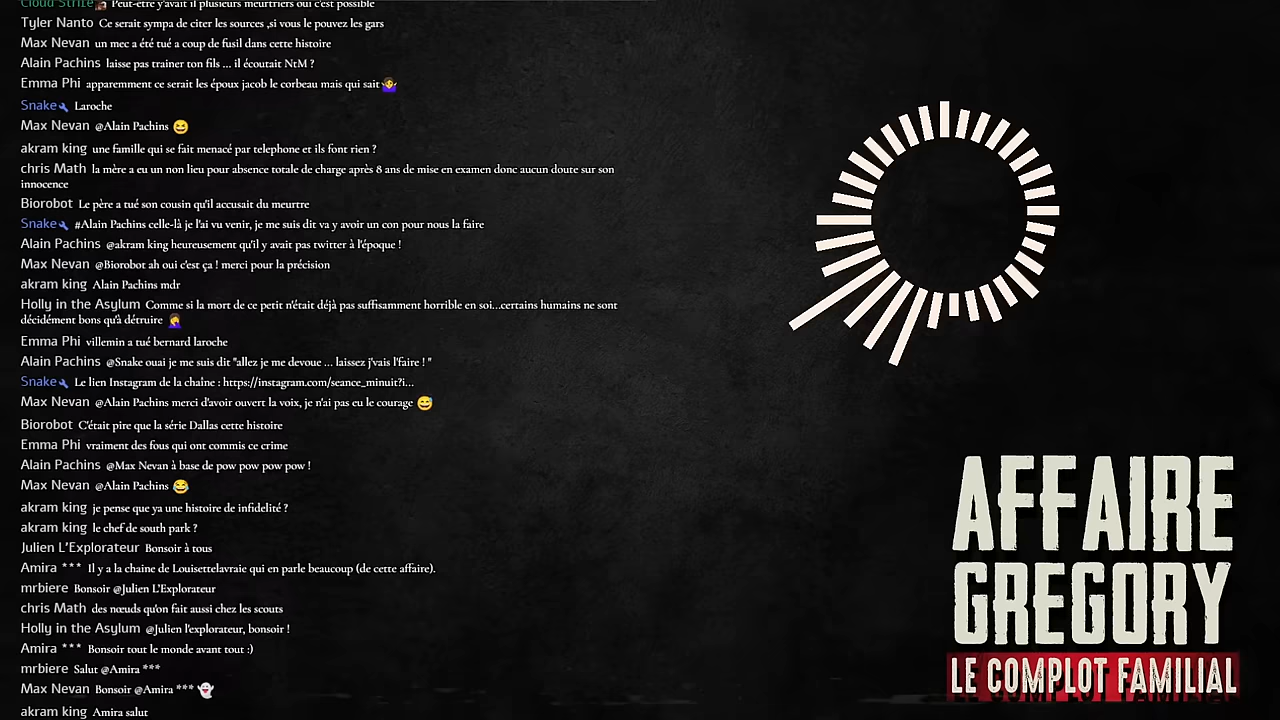 Cloud Strife Peut-être y'avait il plusieurs meurtriers oui c'est possible
Tyler Nanto Ce serait sympa de citer les sources ,si vous le pouvez les gars
Max Nevan un mec a été tué a coup de fusil dans cette histoire
Alain Pachins laisse pas trainer ton fils ... il écoutait NtM ?
Emma Phi apparemment ce serait les époux jacob le corbeau mais qui sait 🤷‍♀️
Snake🔧 Laroche
Max Nevan @Alain Pachins 😆
akram king une famille qui se fait menacé par telephone et ils font rien ?
chris Math la mère a eu un non lieu pour absence totale de charge après 8 ans de mise en examen donc aucun doute sur son
innocence
Biorobot Le père a tué son cousin qu'il accusait du meurtre
Snake🔧 #Alain Pachins celle-là je l'ai vu venir, je me suis dit va y avoir un con pour nous la faire
Alain Pachins @akram king heureusement qu'il y avait pas twitter à l'époque !
Max Nevan @Biorobot ah oui c'est ça ! merci pour la précision
akram king Alain Pachins mdr
Holly in the Asylum Comme si la mort de ce petit n'était déjà pas suffisamment horrible en soi...certains humains ne sont
décidément bons qu'à détruire 🤦‍♀️
Emma Phi villemin a tué bernard laroche
Alain Pachins @Snake ouai je me suis dit "allez je me devoue ... laissez j'vais l'faire ! "
Snake🔧 Le lien Instagram de la chaine : https://instagram.com/seance_minuit?i...
Max Nevan @Alain Pachins merci d'avoir ouvert la voix, je n'ai pas eu le courage 😅
Biorobot C'était pire que la série Dallas cette histoire
Emma Phi vraiment des fous qui ont commis ce crime
Alain Pachins @Max Nevan à base de pow pow pow pow !
Max Nevan @Alain Pachins 😂
akram king je pense que ya une histoire de infidelité ?
akram king le chef de south park ?
Julien L'Explorateur Bonsoir à tous
Amira *** Il y a la chaine de Louisettelavraie qui en parle beaucoup (de cette affaire).
mrbiere Bonsoir @Julien L'Explorateur
chris Math des nœuds qu'on fait aussi chez les scouts
Holly in the Asylum @Julien l'explorateur, bonsoir !
Amira *** Bonsoir tout le monde avant tout :)
mrbiere Salut @Amira ***
Max Nevan Bonsoir @Amira *** 👻
akram king Amira salut
AFFAIRE
GREGORY
LE COMPLOT FAMILIAL